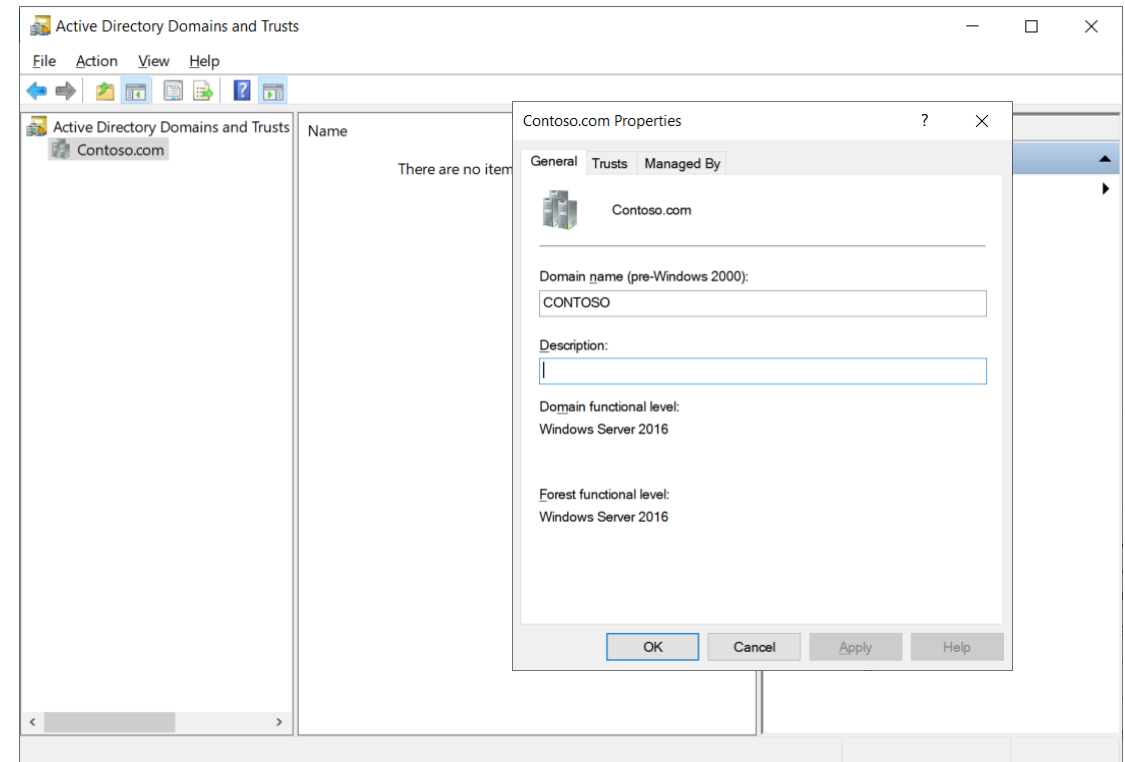 Active Directory Domains and Trusts
File Action View Help
Active Directory Domains and Trusts
Contoso.com
Name
There are no item
Contoso.com Properties
?
General Trusts Managed By
Contoso.com
Domain name (pre-Windows 2000):
CONTOSO
Description:
Domain functional level:
Windows Server 2016
Forest functional level:
Windows Server 2016
OK Cancel Apply Help